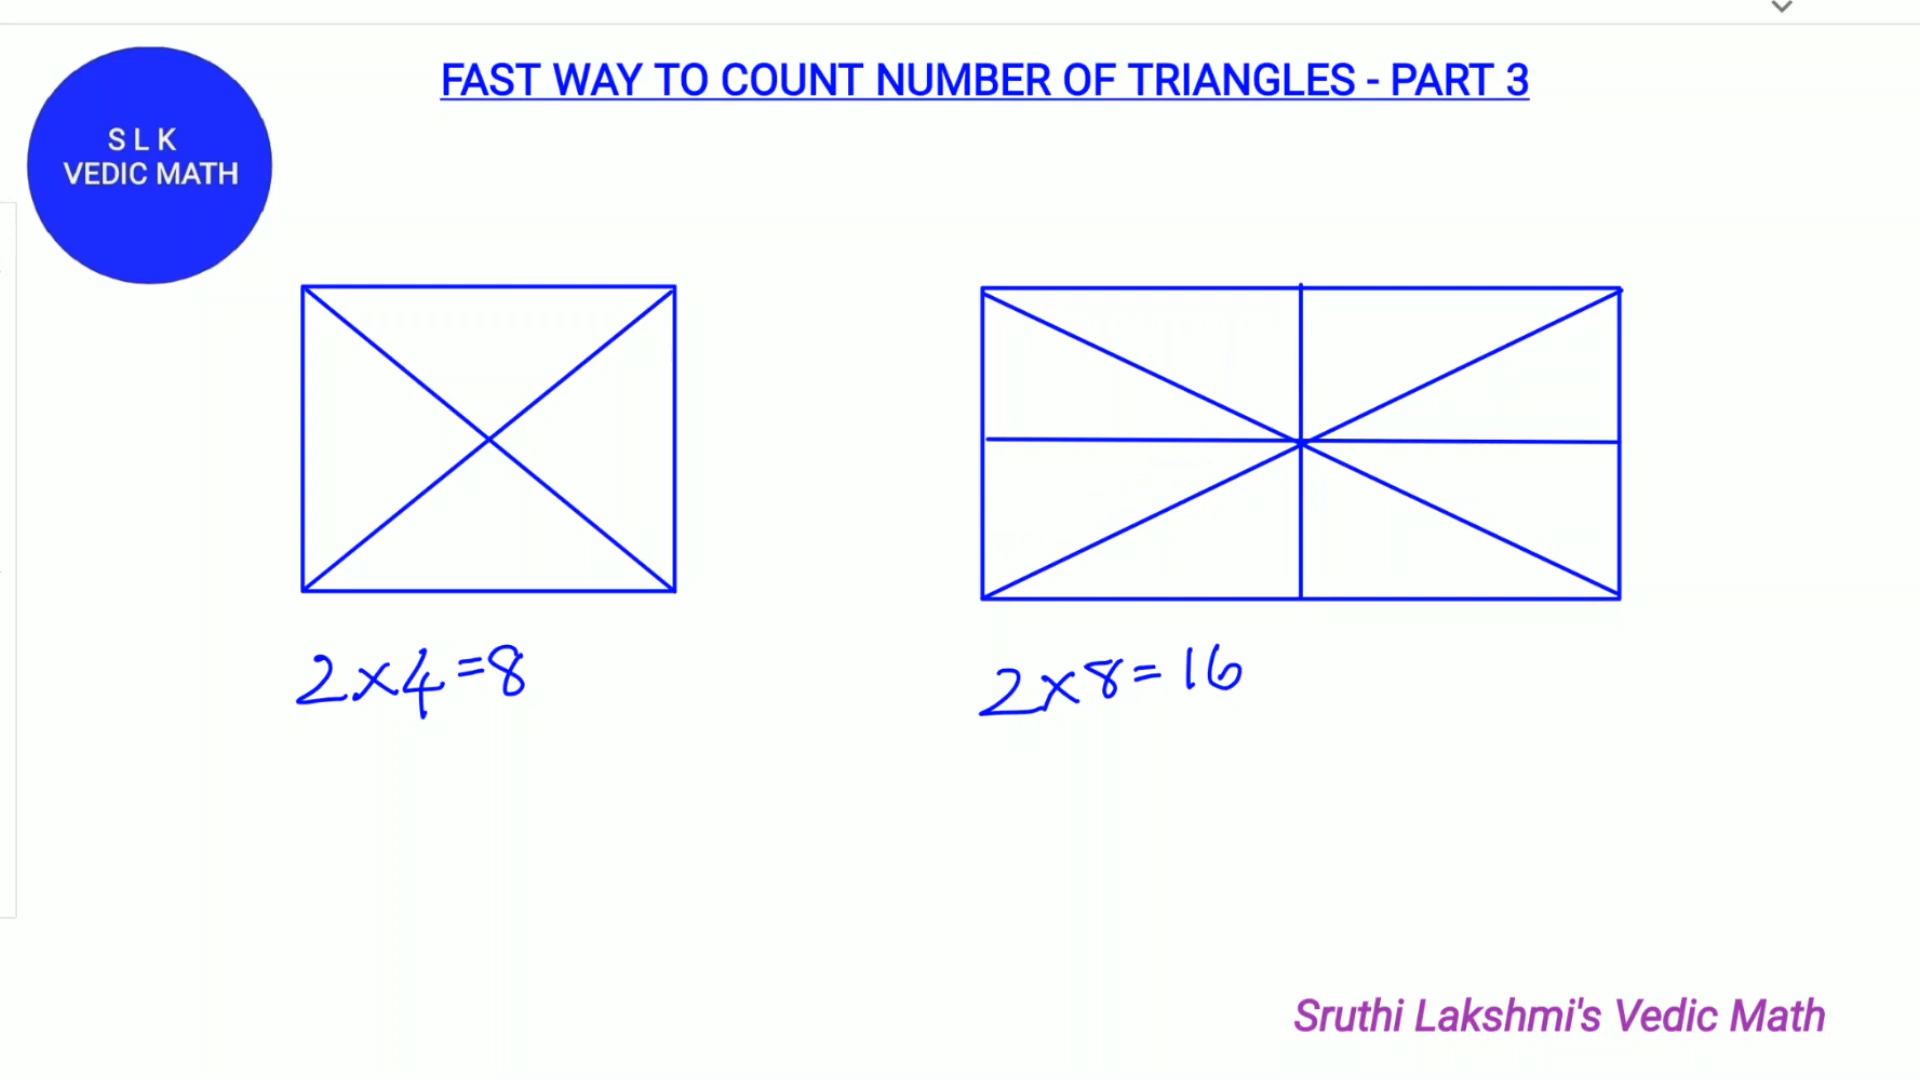 FAST WAY TO COUNT NUMBER OF TRIANGLES - PART 3
S L K
VEDIC MATH
2x4=8
2x8=16
Sruthi Lakshmi's Vedic Math